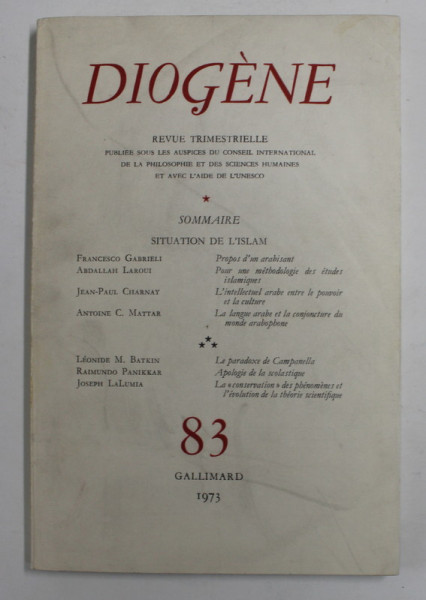 DIOGÈNE
REVUE TRIMESTRIELLE
PUBLIÉE SOUS LES AUSPICES DU CONSEIL INTERNATIONAL
DE LA PHILOSOPHIE ET DES SCIENCES HUMAINES
ET AVEC L'AIDE DE L'UNESCO
SOMMAIRE
SITUATION DE L'ISLAM
FRANCESCO GABRIELI Propos d'un arabisant
ABDALLAH LAROUI Pour une méthodologie des études
islamiques
JEAN-PAUL CHARNAY L'intellectuel arabe entre le pouvoir
et la culture
ANTOINE C. MATTAR La langue arabe et la conjoncture du
monde arabophone
LÉONIDE M. BATKIN Le paradoxe de Campanella
RAIMUNDO PANIKKAR Apologie de la scolastique
JOSEPH LALUMIA La «conservation» des phénomènes et
l'évolution de la théorie scientifique
83
GALLIMARD
1973